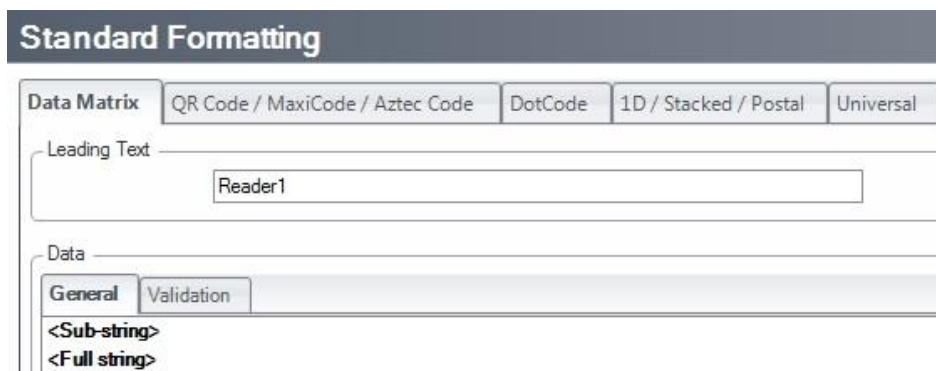 Standard Formatting
Data Matrix QR Code / MaxiCode / Aztec Code DotCode 1D / Stacked / Postal Universal
Leading Text
Reader1
Data
General Validation
<Sub-string>
<Full string>